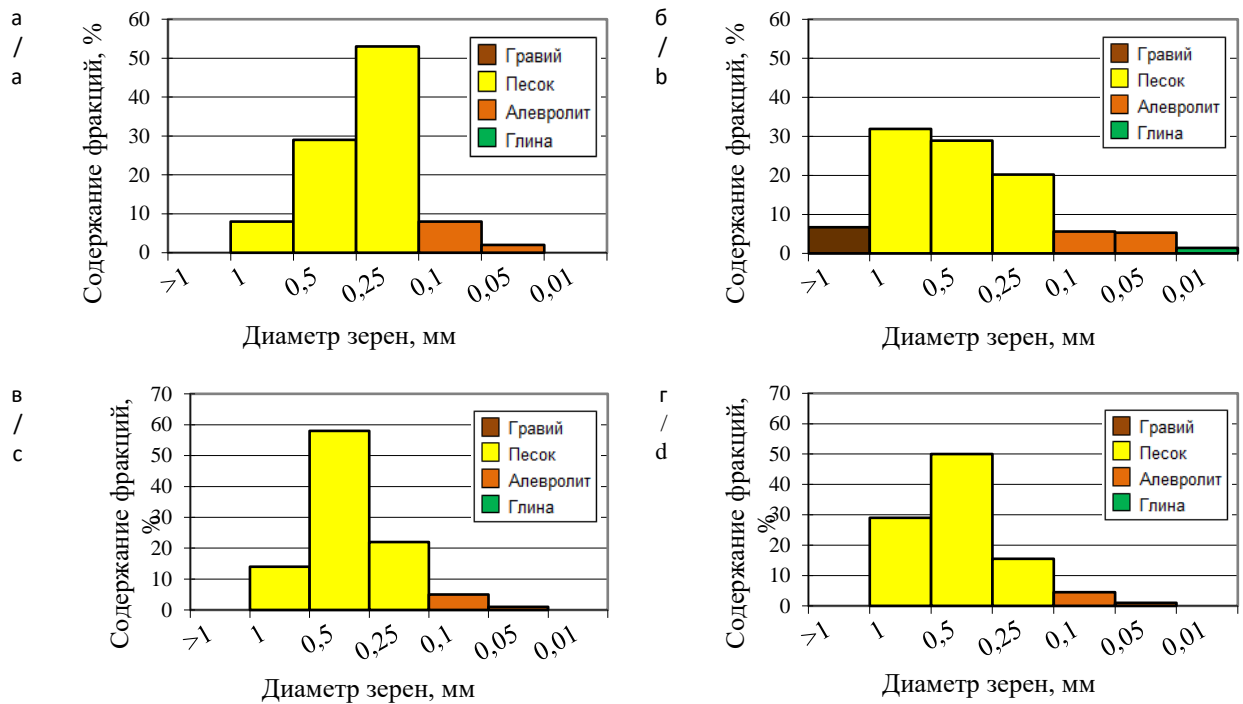 а
/
a
Содержание фракций, %
60
50
40
30
20
10
0
Гравий
Песок
Алевролит
Глина
>1
1
0,5
0,25
0,1
0,05
0,01
Диаметр зерен, мм
б
/
b
Содержание фракций, %
60
50
40
30
20
10
0
Гравий
Песок
Алевролит
Глина
>1
1
0,5
0,25
0,1
0,05
0,01
Диаметр зерен, мм
в
/
c
Содержание фракций,
%
70
60
50
40
30
20
10
0
Гравий
Песок
Алевролит
Глина
>1
1
0,5
0,25
0,1
0,05
0,01
Диаметр зерен, мм
г
/
d
Содержание фракций,
%
70
60
50
40
30
20
10
0
Гравий
Песок
Алевролит
Глина
>1
1
0,5
0,25
0,1
0,05
0,01
Диаметр зерен, мм